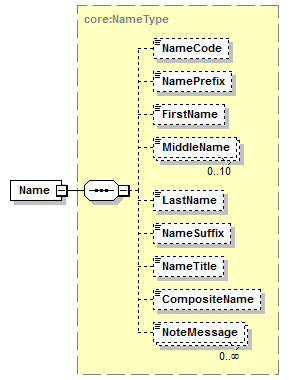 core:NameType
NameCode
NamePrefix
FirstName
MiddleName
0..10
Name
LastName
NameSuffix
NameTitle
CompositeName
NoteMessage
0..∞